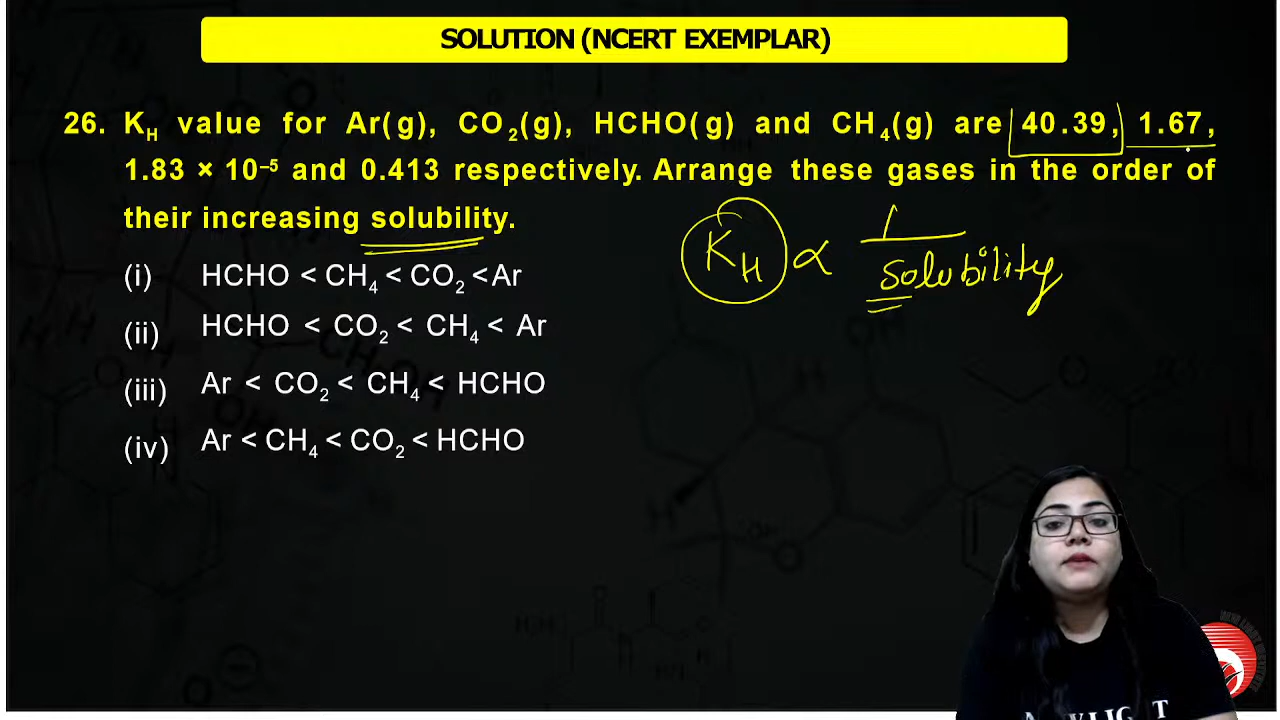 SOLUTION (NCERT EXEMPLAR)
26. K_H value for Ar(g), CO₂(g), HCHO(g) and CH₄(g) are 40.39, 1.67,
1.83 × 10⁻⁵ and 0.413 respectively. Arrange these gases in the order of
their increasing solubility.
K_H ∝ 1/solubility
(i) HCHO < CH₄ < CO₂ <Ar
(ii) HCHO < CO₂ < CH₄ < Ar
(iii) Ar < CO₂ < CH₄ < HCHO
(iv) Ar < CH₄ < CO₂ < HCHO